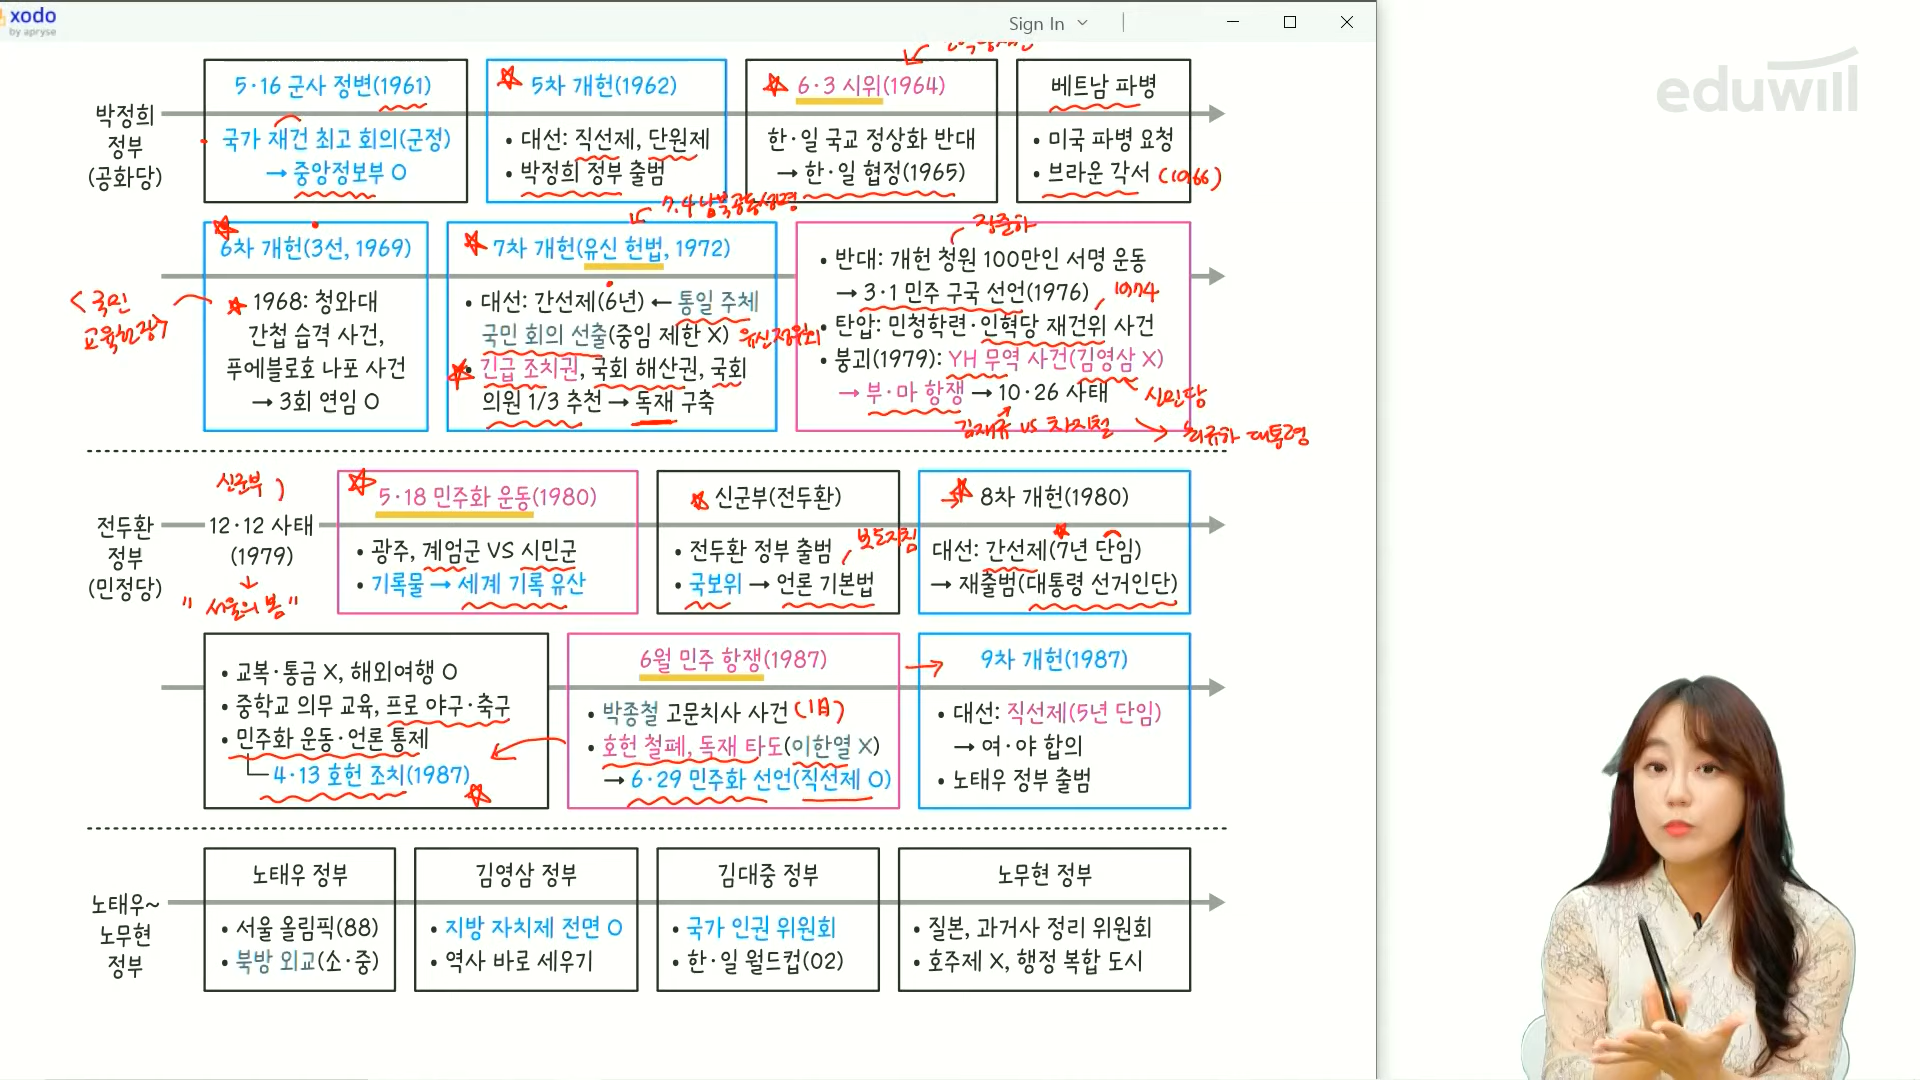 xodo
by apryse
Sign In
eduwill
박정희
정부
(공화당)
5·16 군사 정변(1961)
국가 재건 최고 회의(군정)
→ 중앙정보부 O
5차 개헌(1962)
• 대선: 직선제, 단원제
• 박정희 정부 출범
6·3 시위(1964)
한·일 국교 정상화 반대
→ 한·일 협정(1965)
베트남 파병
• 미국 파병 요청
• 브라운 각서 (1966)
6차 개헌(3선, 1969)
<국민
교육헌장>
1968: 청와대
간첩 습격 사건,
푸에블로호 나포 사건
→ 3회 연임 O
7.4 남북공동성명
7차 개헌(유신 헌법, 1972)
• 대선: 간선제(6년) ← 통일 주체
국민 회의 선출(중임 제한 X) 유신정우회
• 긴급 조치권, 국회 해산권, 국회
의원 1/3 추천 → 독재 구축
장준하
• 반대: 개헌 청원 100만인 서명 운동
→ 3·1 민주 구국 선언(1976)
1974
• 탄압: 민청학련·인혁당 재건위 사건
• 붕괴(1979): YH 무역 사건(김영삼 X)
→ 부·마 항쟁 → 10·26 사태
신민당
김재규 vs 차지철
최규하 대통령
전두환
정부
(민정당)
신군부
12·12 사태
(1979)
"서울의 봄"
5·18 민주화 운동(1980)
• 광주, 계엄군 VS 시민군
• 기록물 → 세계 기록 유산
신군부(전두환)
• 전두환 정부 출범
보도지침
• 국보위 → 언론 기본법
8차 개헌(1980)
대선: 간선제(7년 단임)
→ 재출범(대통령 선거인단)
• 교복·통금 X, 해외여행 O
• 중학교 의무 교육, 프로 야구·축구
• 민주화 운동·언론 통제
4·13 호헌 조치(1987)
6월 민주 항쟁(1987)
• 박종철 고문치사 사건 (1月)
• 호헌 철폐, 독재 타도(이한열 X)
→ 6·29 민주화 선언(직선제 O)
9차 개헌(1987)
• 대선: 직선제(5년 단임)
→ 여·야 합의
• 노태우 정부 출범
노태우~
노무현
정부
노태우 정부
• 서울 올림픽(88)
• 북방 외교(소·중)
김영삼 정부
• 지방 자치제 전면 O
• 역사 바로 세우기
김대중 정부
• 국가 인권 위원회
• 한·일 월드컵(02)
노무현 정부
• 질본, 과거사 정리 위원회
• 호주제 X, 행정 복합 도시